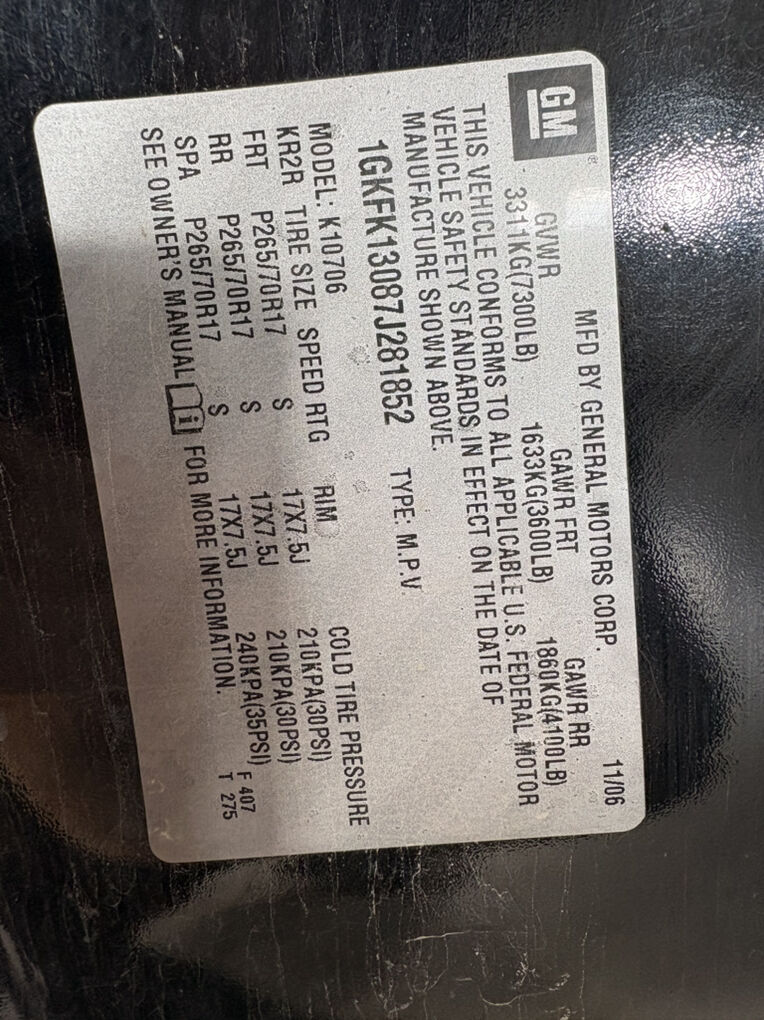 GM ®
MFD BY GENERAL MOTORS CORP. 11/06
GVWR GAWR FRT GAWR RR
3311KG(7300LB) 1633KG(3600LB) 1860KG(4100LB)
THIS VEHICLE CONFORMS TO ALL APPLICABLE U.S. FEDERAL MOTOR
VEHICLE SAFETY STANDARDS IN EFFECT ON THE DATE OF
MANUFACTURE SHOWN ABOVE.
1GKFK13087J281852 TYPE: M.P.V
MODEL: K10706
KR2R TIRE SIZE SPEED RTG RIM COLD TIRE PRESSURE
FRT P265/70R17 S 17X7.5J 210KPA(30PSI)
RR P265/70R17 S 17X7.5J 210KPA(30PSI)
SPA P265/70R17 S 17X7.5J 240KPA(35PSI)
SEE OWNER'S MANUAL i FOR MORE INFORMATION.
F 407
T 275